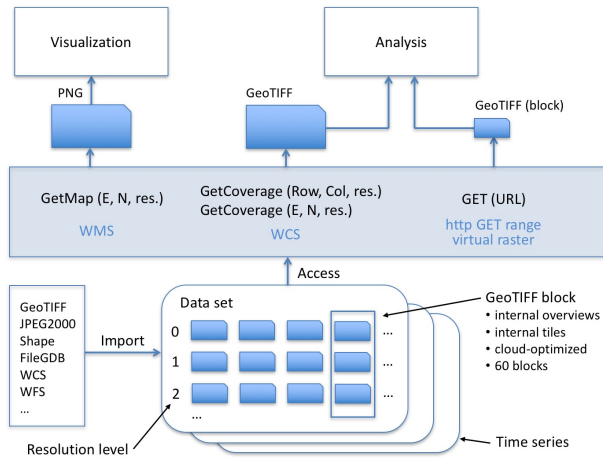 Visualization
Analysis
PNG
GeoTIFF
GeoTIFF (block)
GetMap (E, N, res.)
WMS
GetCoverage (Row, Col, res.)
GetCoverage (E, N, res.)
WCS
GET (URL)
http GET range
virtual raster
Access
GeoTIFF
JPEG2000
Shape
FileGDB
WCS
WFS
...
Import
Data set
0 ...
1 ...
2 ...
...
GeoTIFF block
• internal overviews
• internal tiles
• cloud-optimized
• 60 blocks
Resolution level
Time series